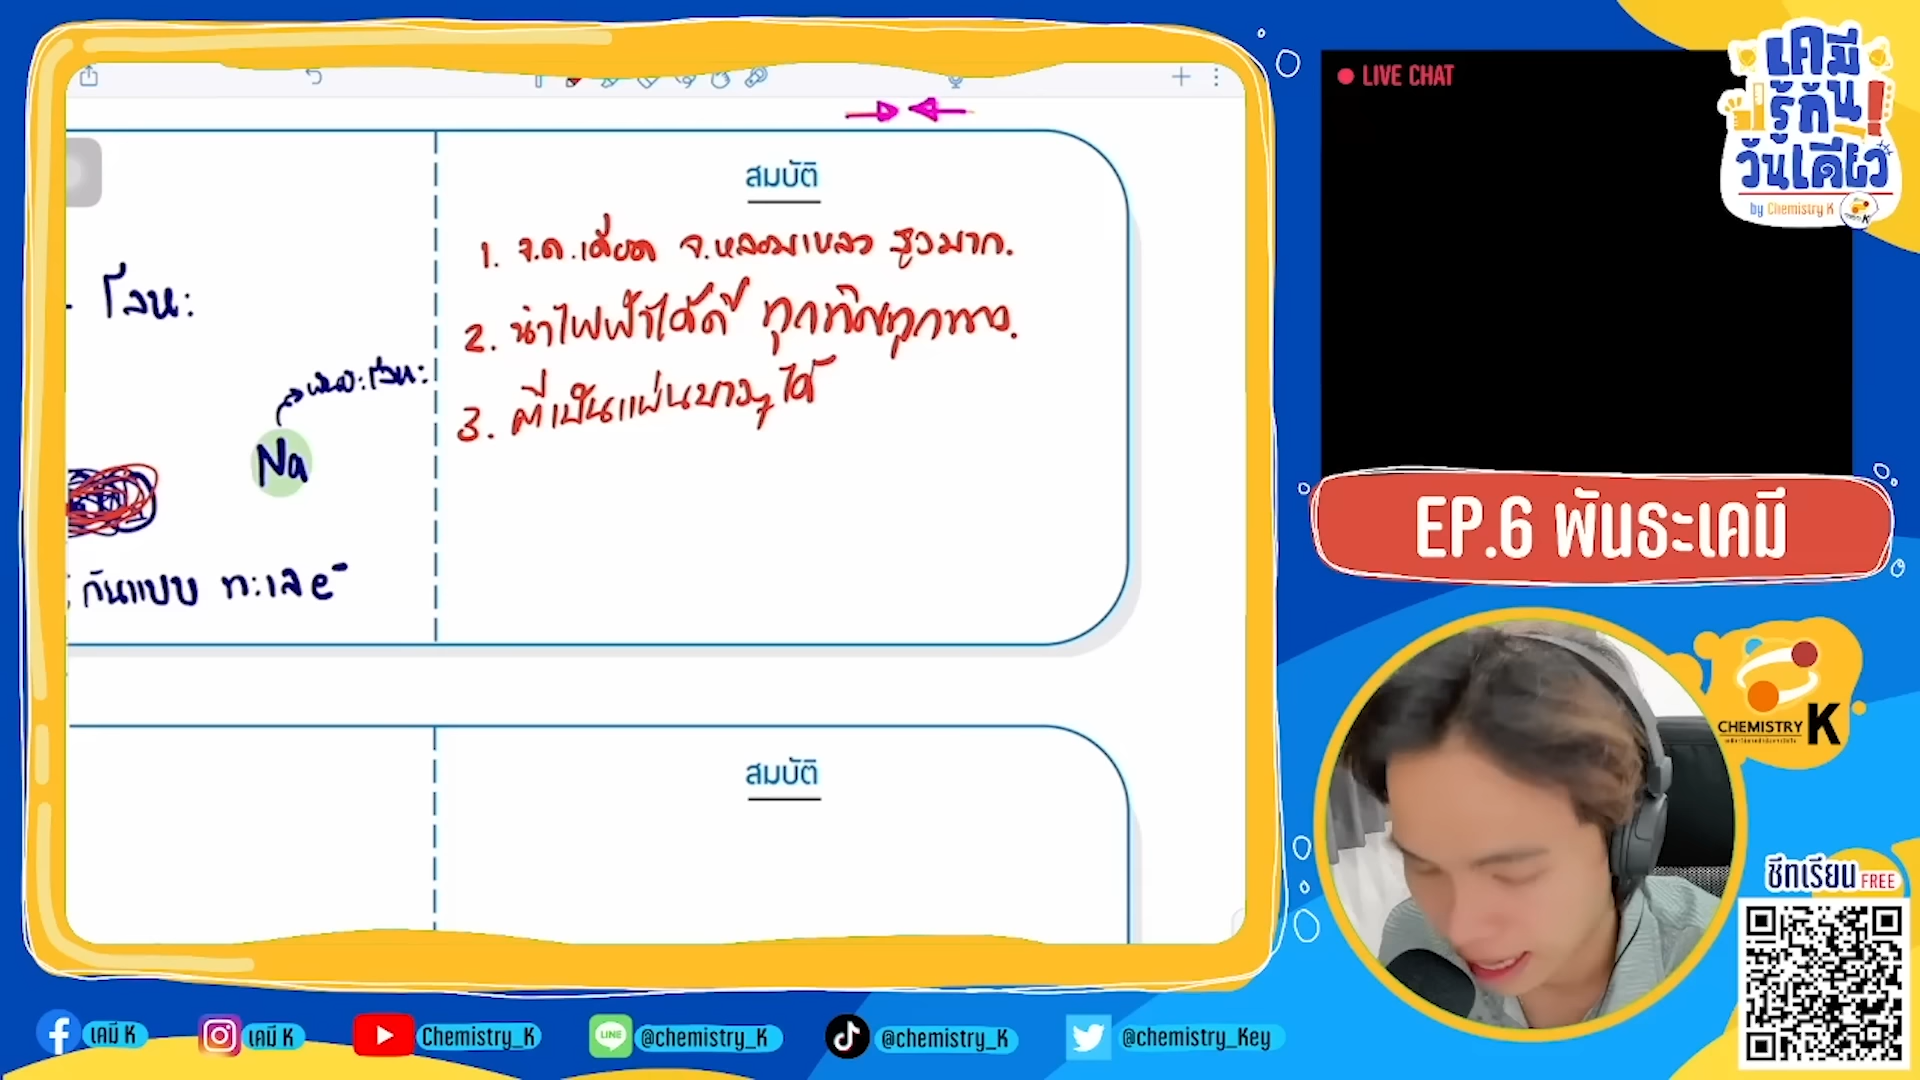 LIVE CHAT
เคมี
รู้กัน!
วันเดียว
by Chemistry K
สมบัติ
1. จ.ด.เดือด จ.หลอมเหลว สูงมาก.
2. นำไฟฟ้าได้ดี ทุกทิศทุกทาง.
3. ตีเป็นแผ่นบางๆ ได้
- โลหะ
Na
กันแบบ ทะเล e⁻
สมบัติ
EP.6 พันธะเคมี
CHEMISTRY K
ชีทเรียน FREE
เคมี K
เคมี K
Chemistry_K
LINE
@chemistry_K
@chemistry_K
@chemistry_Key